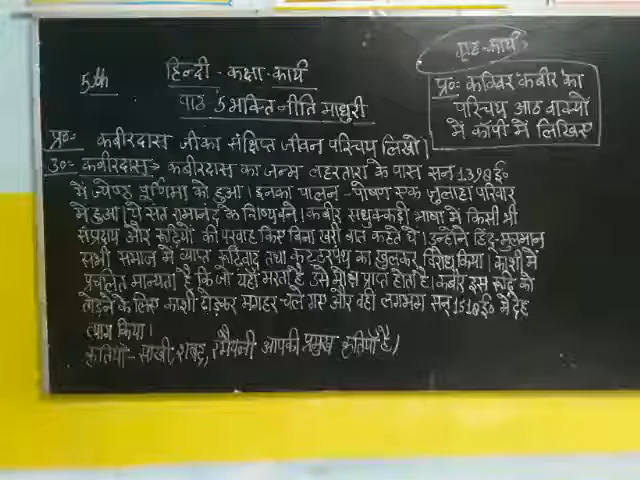 गृह-कार्य
5th
हिन्दी - कक्षा-कार्य
पाठ 5 भक्ति नीति माधुरी
प्र०= कविवर 'कबीर' का
परिचय आठ वाक्यों
में कॉपी में लिखिए
प्र०= कबीरदास जी का संक्षिप्त जीवन परिचय लिखो।
उ०= कबीरदास→ कबीरदास का जन्म लहरतारा के पास सन 1398 ई०
में ज्येष्ठ पूर्णिमा को हुआ। इनका पालन-पोषण एक जुलाहा परिवार
में हुआ। ये संत रामानंद के शिष्य बने। कबीर सधुक्कड़ी भाषा में किसी भी
संप्रदाय और रूढ़ियों की परवाह किए बिना खरी बात कहते थे। उन्होंने हिंदू-मुसलमान
सभी समाज में व्याप्त रूढ़िवाद तथा कट्टरपंथ का खुलकर विरोध किया। काशी में
प्रचलित मान्यता है कि जो यहाँ मरता है उसे मोक्ष प्राप्त होता है। कबीर इस रूढ़ि को
तोड़ने के लिए काशी छोड़कर मगहर चले गए और वहीं लगभग सन 1518 ई० में देह
त्याग किया।
कृतियाँ- साखी, शबद, रमैनी आपकी प्रमुख कृतियाँ है।